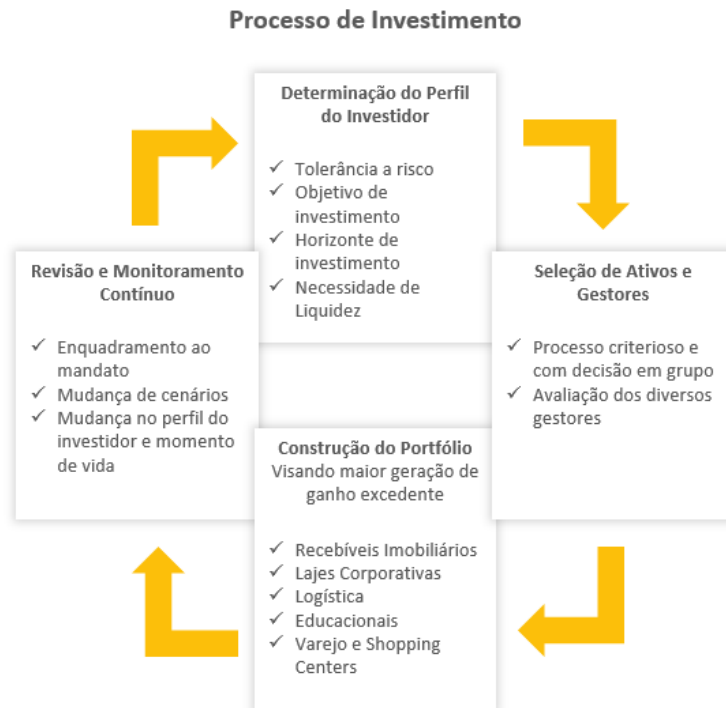 Processo de Investimento
Determinação do Perfil
do Investidor
✓ Tolerância a risco
✓ Objetivo de
investimento
✓ Horizonte de
investimento
✓ Necessidade de
Liquidez
Seleção de Ativos e
Gestores
✓ Processo criterioso e
com decisão em grupo
✓ Avaliação dos diversos
gestores
Construção do Portfólio
Visando maior geração de
ganho excedente
✓ Recebíveis Imobiliários
✓ Lajes Corporativas
✓ Logística
✓ Educacionais
✓ Varejo e Shopping
Centers
Revisão e Monitoramento
Contínuo
✓ Enquadramento ao
mandato
✓ Mudança de cenários
✓ Mudança no perfil do
investidor e momento
de vida